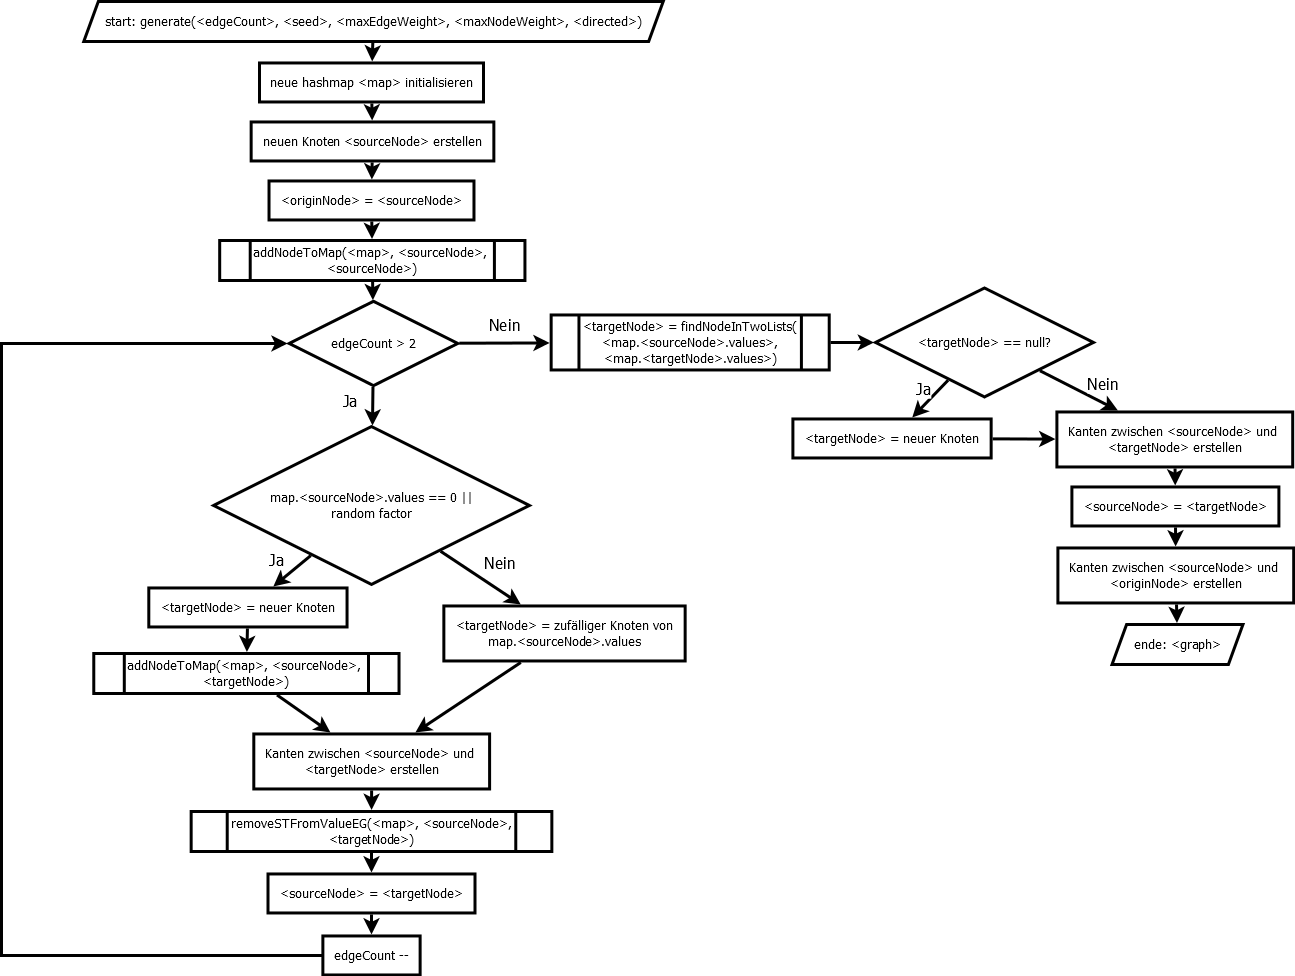 start: generate(<edgeCount>, <seed>, <maxEdgeWeight>, <maxNodeWeight>, <directed>)
neue hashmap <map> initialisieren
neuen Knoten <sourceNode> erstellen
<originNode> = <sourceNode>
addNodeToMap(<map>, <sourceNode>,
<sourceNode>)
edgeCount > 2
Nein
<targetNode> = findNodeInTwoLists(
<map.<sourceNode>.values>,
<map.<targetNode>.values>)
<targetNode> == null?
Ja
Nein
<targetNode> = neuer Knoten
Kanten zwischen <sourceNode> und
<targetNode> erstellen
<sourceNode> = <targetNode>
Kanten zwischen <sourceNode> und
<originNode> erstellen
ende: <graph>
Ja
map.<sourceNode>.values == 0 ||
random factor
Ja
Nein
<targetNode> = neuer Knoten
addNodeToMap(<map>, <sourceNode>,
<targetNode>)
<targetNode> = zufälliger Knoten von
map.<sourceNode>.values
Kanten zwischen <sourceNode> und
<targetNode> erstellen
removeSTFromValueEG(<map>, <sourceNode>,
<targetNode>)
<sourceNode> = <targetNode>
edgeCount --